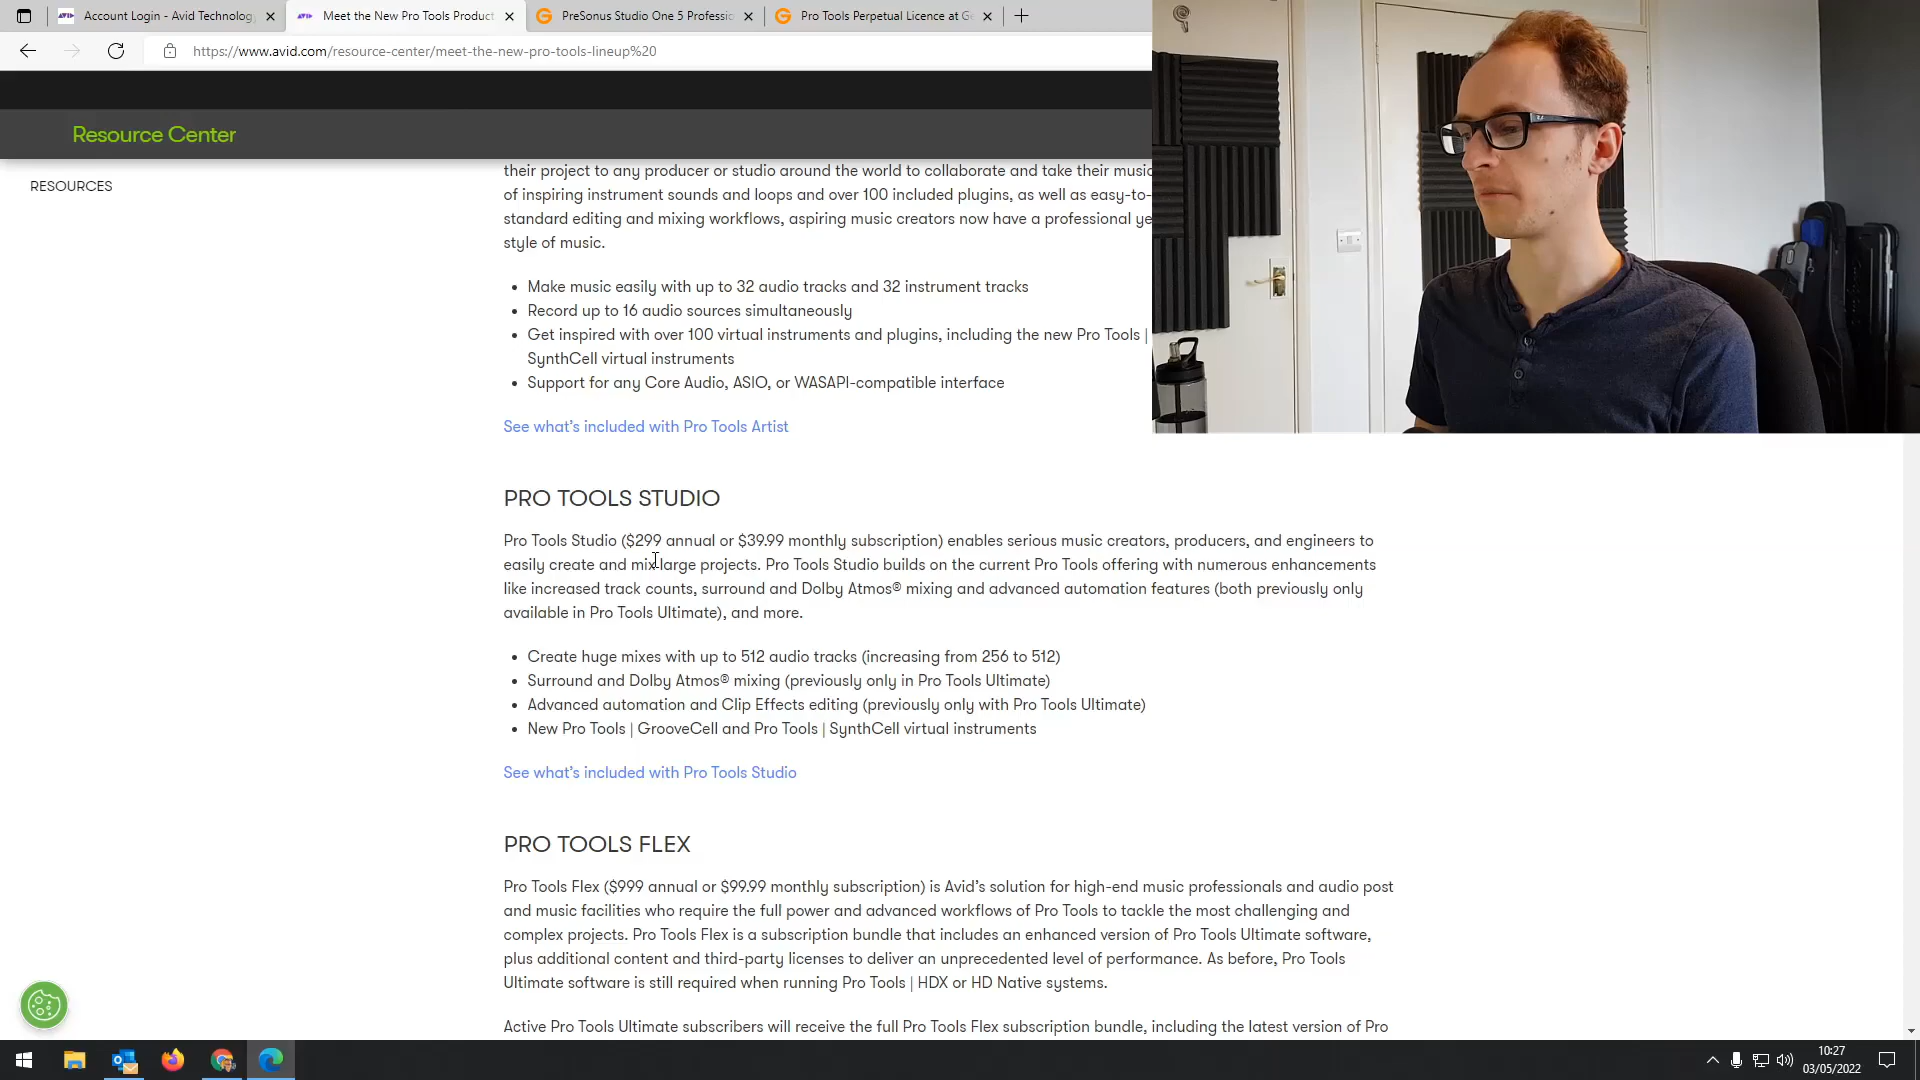 Account Login - Avid Technology
Meet the New Pro Tools Product
PreSonus Studio One 5 Professio
Pro Tools Perpetual Licence at G
https://www.avid.com/resource-center/meet-the-new-pro-tools-lineup%20
Resource Center
RESOURCES
their project to any producer or studio around the world to collaborate and take their music
of inspiring instrument sounds and loops and over 100 included plugins, as well as easy-to-
standard editing and mixing workflows, aspiring music creators now have a professional ye
style of music.
• Make music easily with up to 32 audio tracks and 32 instrument tracks
• Record up to 16 audio sources simultaneously
• Get inspired with over 100 virtual instruments and plugins, including the new Pro Tools |
SynthCell virtual instruments
• Support for any Core Audio, ASIO, or WASAPI-compatible interface
See what's included with Pro Tools Artist
PRO TOOLS STUDIO
Pro Tools Studio ($299 annual or $39.99 monthly subscription) enables serious music creators, producers, and engineers to
easily create and mix large projects. Pro Tools Studio builds on the current Pro Tools offering with numerous enhancements
like increased track counts, surround and Dolby Atmos® mixing and advanced automation features (both previously only
available in Pro Tools Ultimate), and more.
• Create huge mixes with up to 512 audio tracks (increasing from 256 to 512)
• Surround and Dolby Atmos® mixing (previously only in Pro Tools Ultimate)
• Advanced automation and Clip Effects editing (previously only with Pro Tools Ultimate)
• New Pro Tools | GrooveCell and Pro Tools | SynthCell virtual instruments
See what's included with Pro Tools Studio
PRO TOOLS FLEX
Pro Tools Flex ($999 annual or $99.99 monthly subscription) is Avid's solution for high-end music professionals and audio post
and music facilities who require the full power and advanced workflows of Pro Tools to tackle the most challenging and
complex projects. Pro Tools Flex is a subscription bundle that includes an enhanced version of Pro Tools Ultimate software,
plus additional content and third-party licenses to deliver an unprecedented level of performance. As before, Pro Tools
Ultimate software is still required when running Pro Tools | HDX or HD Native systems.
Active Pro Tools Ultimate subscribers will receive the full Pro Tools Flex subscription bundle, including the latest version of Pro
10:27
03/05/2022